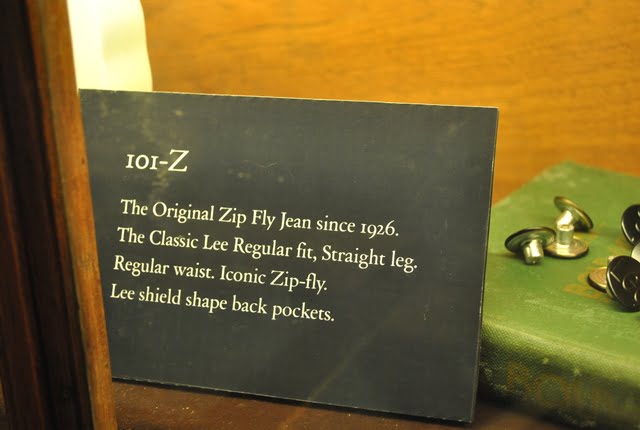 101-Z
The Original Zip Fly Jean since 1926.
The Classic Lee Regular fit, Straight leg.
Regular waist. Iconic Zip-fly.
Lee shield shape back pockets.